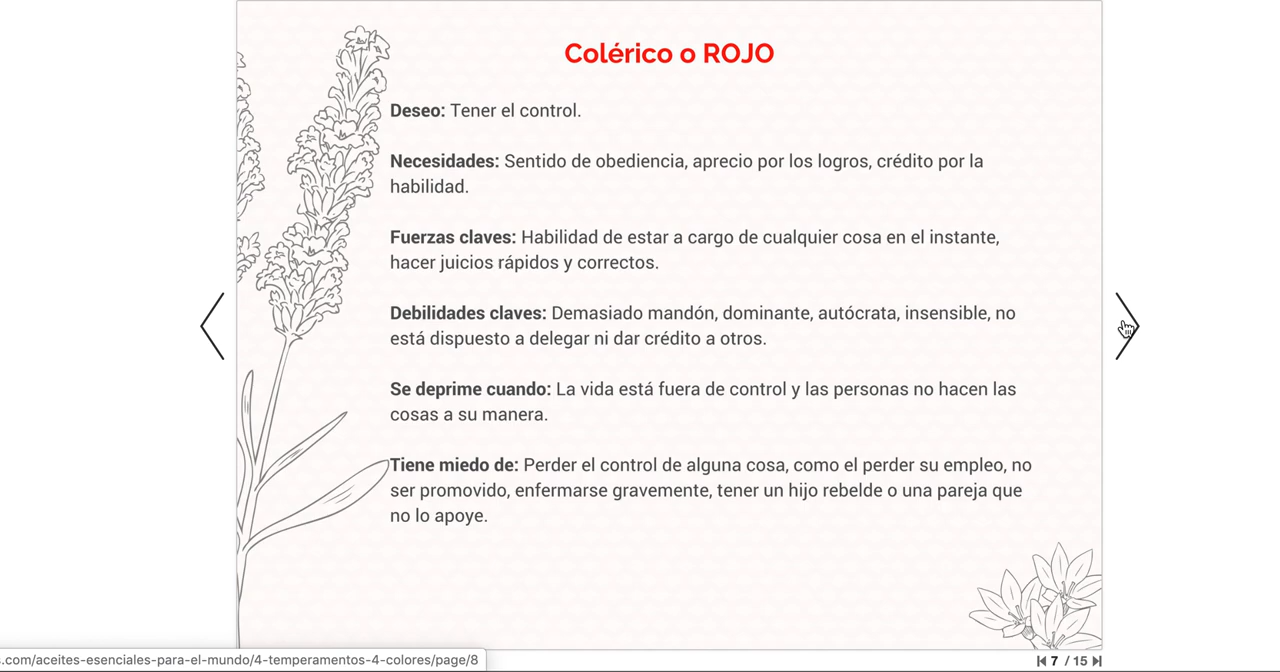 Colérico o ROJO
Deseo: Tener el control.
Necesidades: Sentido de obediencia, aprecio por los logros, crédito por la
habilidad.
Fuerzas claves: Habilidad de estar a cargo de cualquier cosa en el instante,
hacer juicios rápidos y correctos.
Debilidades claves: Demasiado mandón, dominante, autócrata, insensible, no
está dispuesto a delegar ni dar crédito a otros.
Se deprime cuando: La vida está fuera de control y las personas no hacen las
cosas a su manera.
Tiene miedo de: Perder el control de alguna cosa, como el perder su empleo, no
ser promovido, enfermarse gravemente, tener un hijo rebelde o una pareja que
no lo apoye.
s.com/aceites-esenciales-para-el-mundo/4-temperamentos-4-colores/page/8
7 / 15